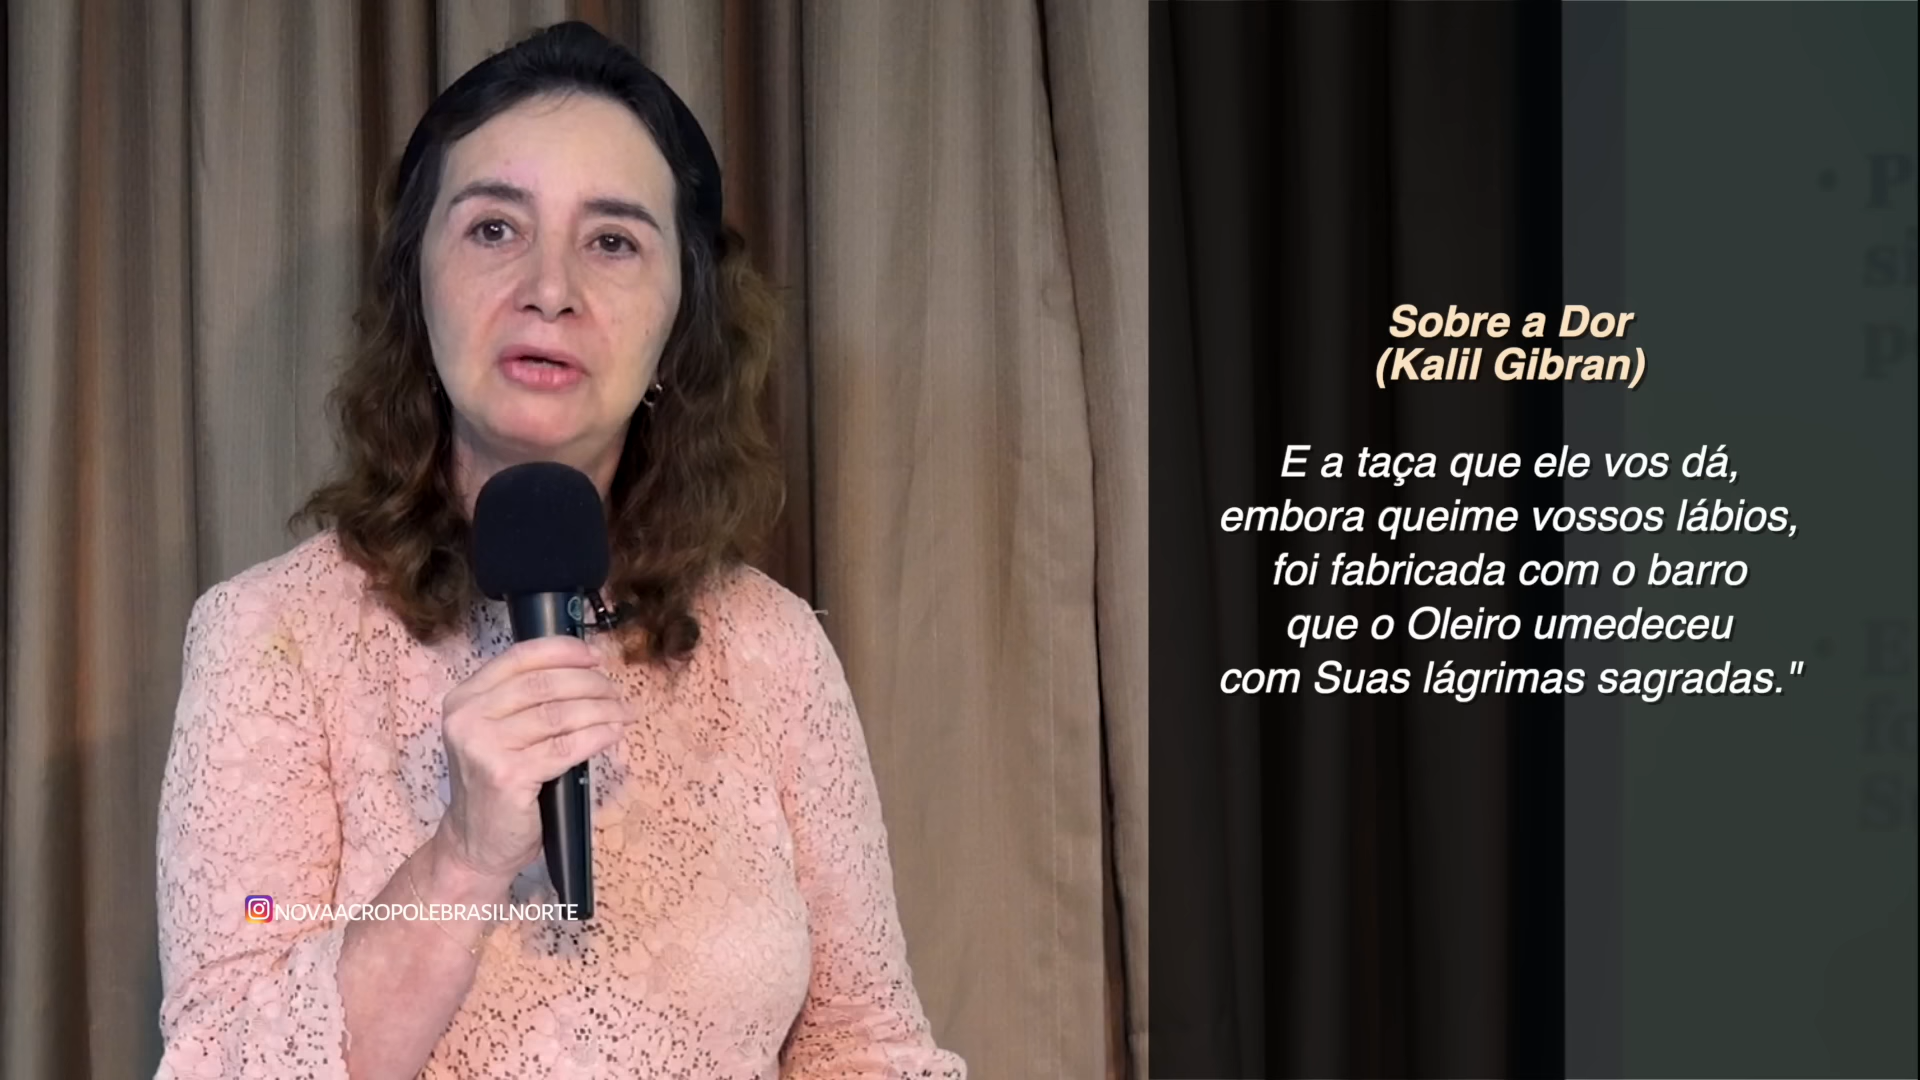 Sobre a Dor
(Kalil Gibran)
E a taça que ele vos dá,
embora queime vossos lábios,
foi fabricada com o barro
que o Oleiro umedeceu
com Suas lágrimas sagradas."
NOVAACROPOLEBRASILNORTE